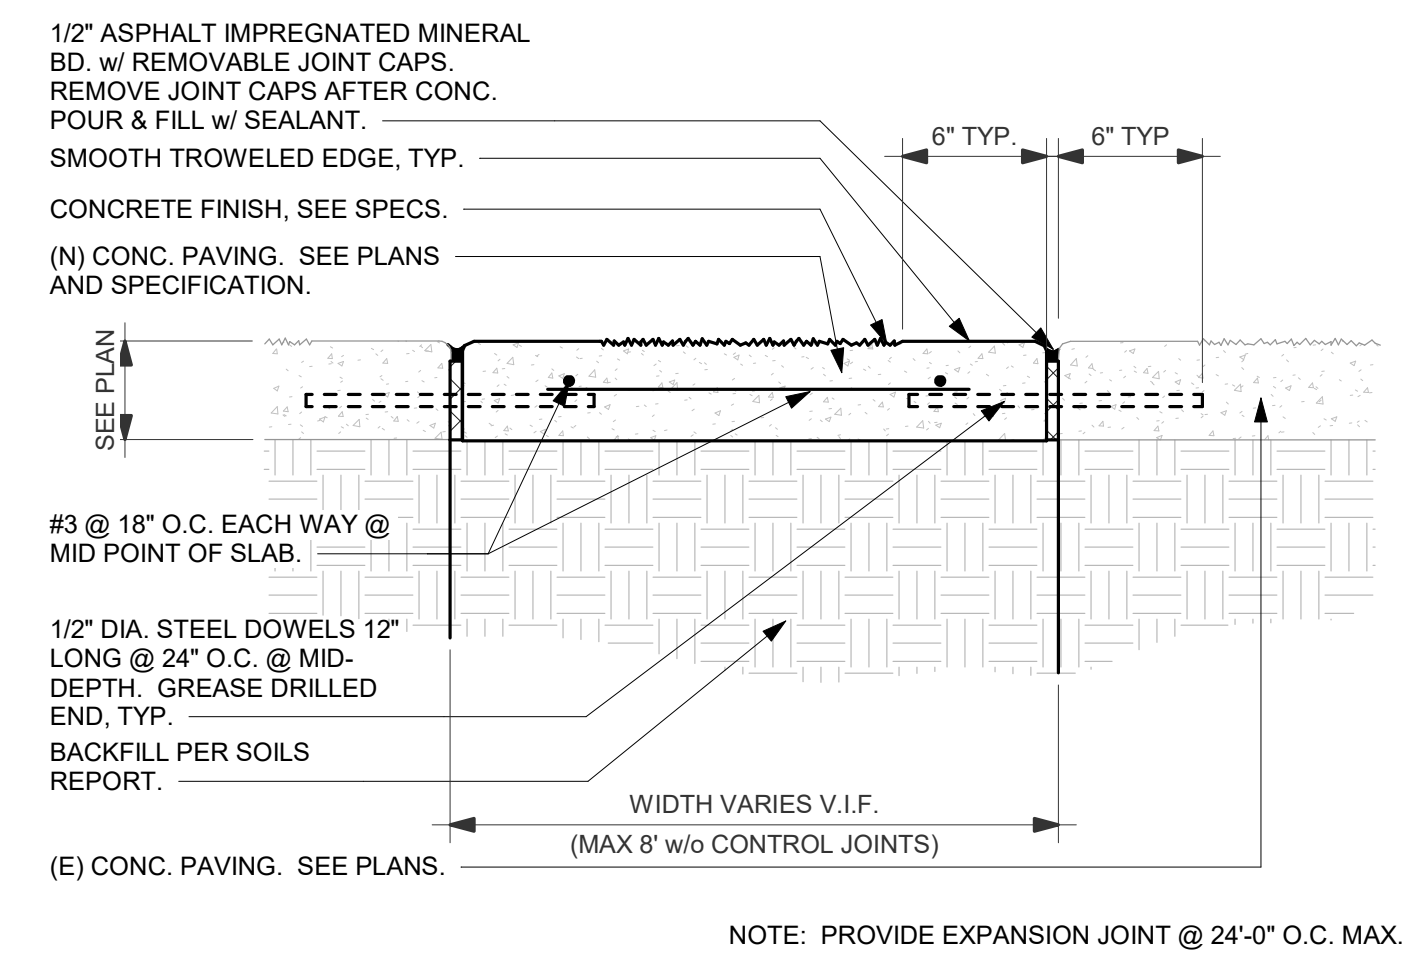 1/2" ASPHALT IMPREGNATED MINERAL
BD. w/ REMOVABLE JOINT CAPS.
REMOVE JOINT CAPS AFTER CONC.
POUR & FILL w/ SEALANT.
6" TYP.
6" TYP
SMOOTH TROWELED EDGE, TYP.
CONCRETE FINISH, SEE SPECS.
(N) CONC. PAVING. SEE PLANS
AND SPECIFICATION.
SEE PLAN
#3 @ 18" O.C. EACH WAY @
MID POINT OF SLAB.
1/2" DIA. STEEL DOWELS 12"
LONG @ 24" O.C. @ MID-
DEPTH. GREASE DRILLED
END, TYP.
BACKFILL PER SOILS
REPORT.
WIDTH VARIES V.I.F.
(MAX 8' w/o CONTROL JOINTS)
(E) CONC. PAVING. SEE PLANS.
NOTE: PROVIDE EXPANSION JOINT @ 24'-0" O.C. MAX.